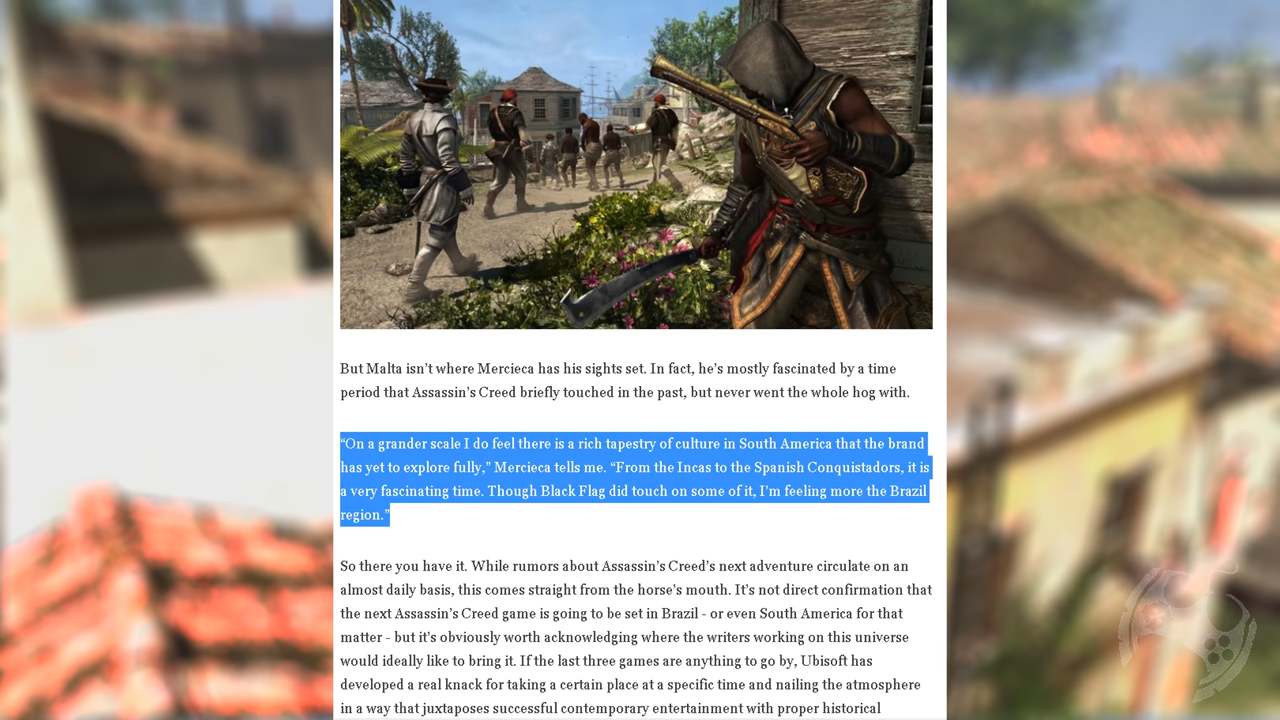 But Malta isn’t where Mercieca has his sights set. In fact, he’s mostly fascinated by a time
period that Assassin’s Creed briefly touched in the past, but never went the whole hog with.
“On a grander scale I do feel there is a rich tapestry of culture in South America that the brand
has yet to explore fully,” Mercieca tells me. “From the Incas to the Spanish Conquistadors, it is
a very fascinating time. Though Black Flag did touch on some of it, I’m feeling more the Brazil
region.”
So there you have it. While rumors about Assassin’s Creed’s next adventure circulate on an
almost daily basis, this comes straight from the horse’s mouth. It’s not direct confirmation that
the next Assassin’s Creed game is going to be set in Brazil - or even South America for that
matter - but it’s obviously worth acknowledging where the writers working on this universe
would ideally like to bring it. If the last three games are anything to go by, Ubisoft has
developed a real knack for taking a certain place at a specific time and nailing the atmosphere
in a way that juxtaposes successful contemporary entertainment with proper historical